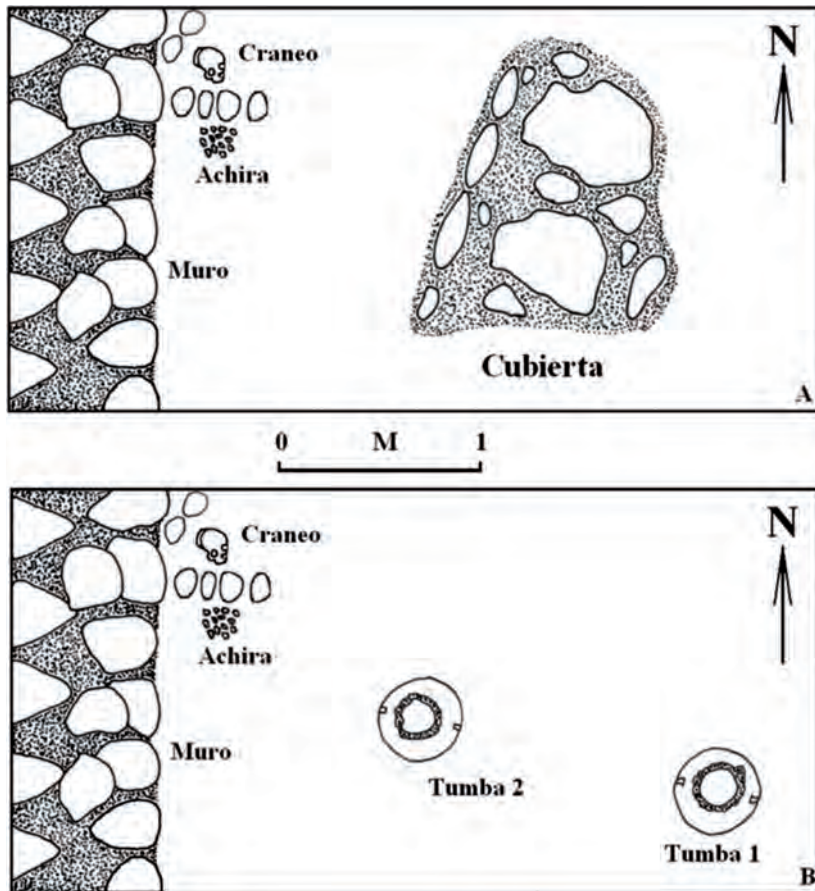 Craneo
N
Achira
Muro
Cubierta
A
0 M 1
Craneo
N
Achira
Muro
Tumba 2
Tumba 1
B